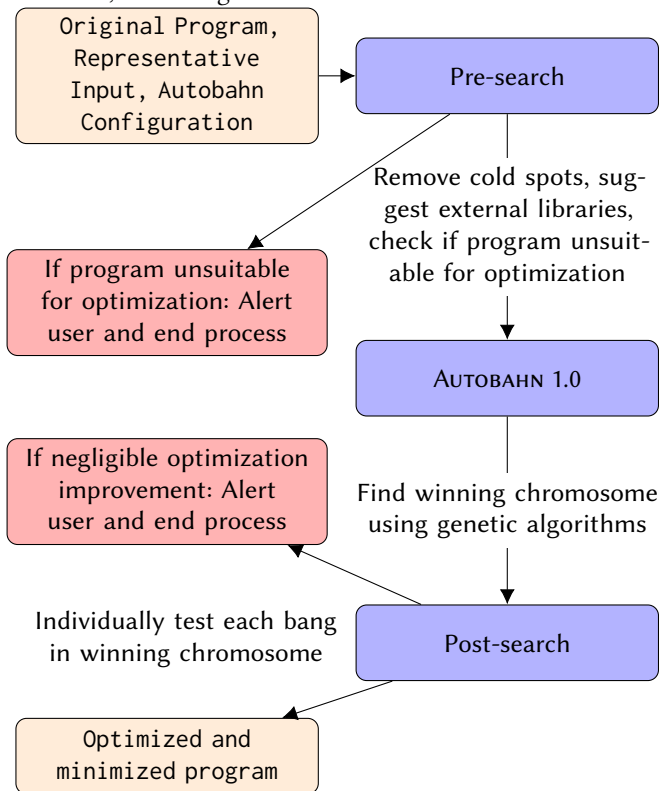 Original Program,
Representative
Input, Autobahn
Configuration
Pre-search
Remove cold spots, sug-
gest external libraries,
check if program unsuit-
able for optimization
If program unsuitable
for optimization: Alert
user and end process
AUTOBAHN 1.0
If negligible optimization
improvement: Alert
user and end process
Find winning chromosome
using genetic algorithms
Individually test each bang
in winning chromosome
Post-search
Optimized and
minimized program